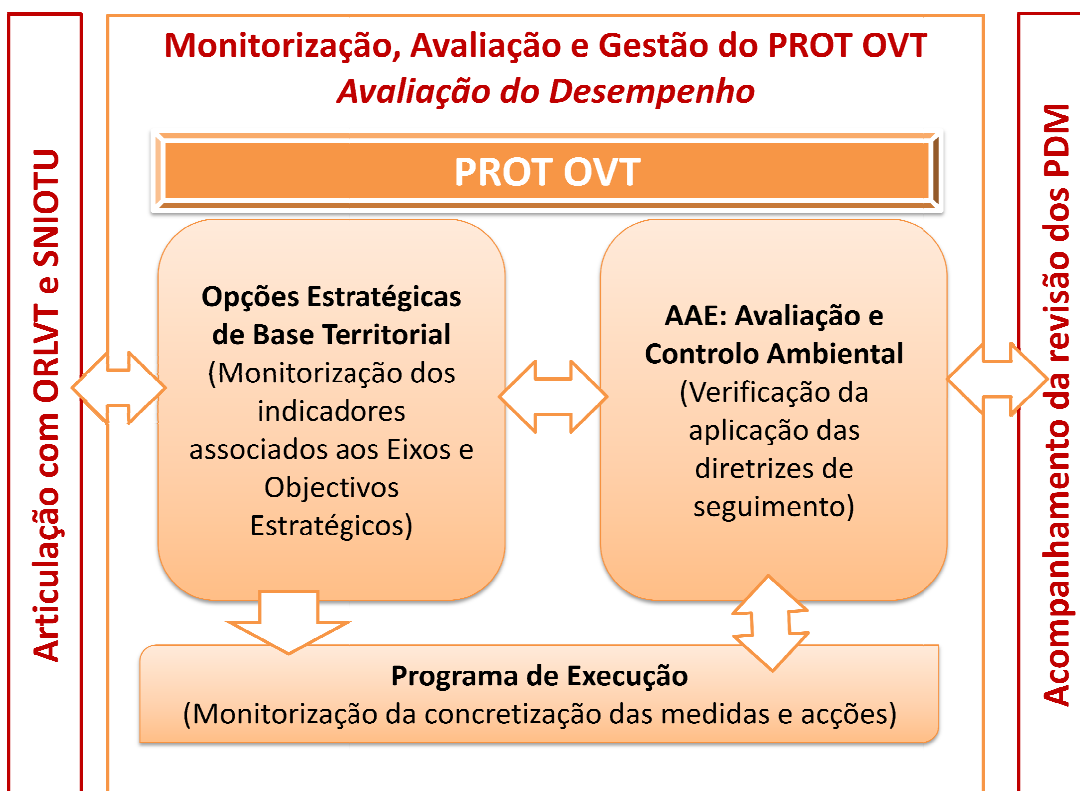 Articulação com ORLVT e SNIOTU
Monitorização, Avaliação e Gestão do PROT OVT
Avaliação do Desempenho
PROT OVT
Opções Estratégicas
de Base Territorial
(Monitorização dos
indicadores
associados aos Eixos e
Objectivos
Estratégicos)
AAE: Avaliação e
Controlo Ambiental
(Verificação da
aplicação das
diretrizes de
seguimento)
Programa de Execução
(Monitorização da concretização das medidas e acções)
Acompanhamento da revisão dos PDM